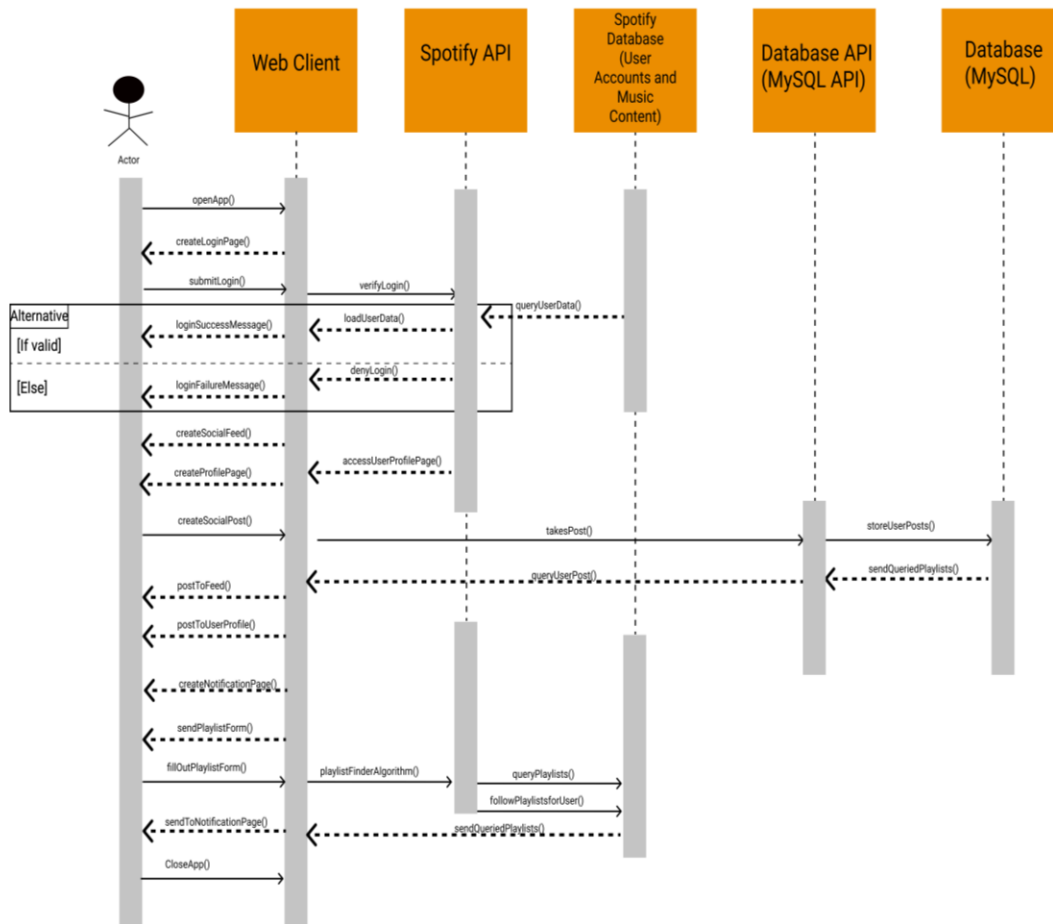 Web Client
Spotify API
Spotify
Database
(User
Accounts and
Music
Content)
Database API
(MySQL API)
Database
(MySQL)
Actor
openApp()
createLoginPage()
submitLogin()
verifyLogin()
queryUserData()
Alternative
loginSuccessMessage()
loadUserData()
[If valid]
denyLogin()
[Else]
loginFailureMessage()
createSocialFeed()
accessUserProfilePage()
createProfilePage()
createSocialPost()
takesPost()
storeUserPosts()
queryUserPost()
sendQueriedPlaylists()
postToFeed()
postToUserProfile()
createNotificationPage()
sendPlaylistForm()
fillOutPlaylistForm()
playlistFinderAlgorithm()
queryPlaylists()
followPlaylistsforUser()
sendToNotificationPage()
sendQueriedPlaylists()
CloseApp()